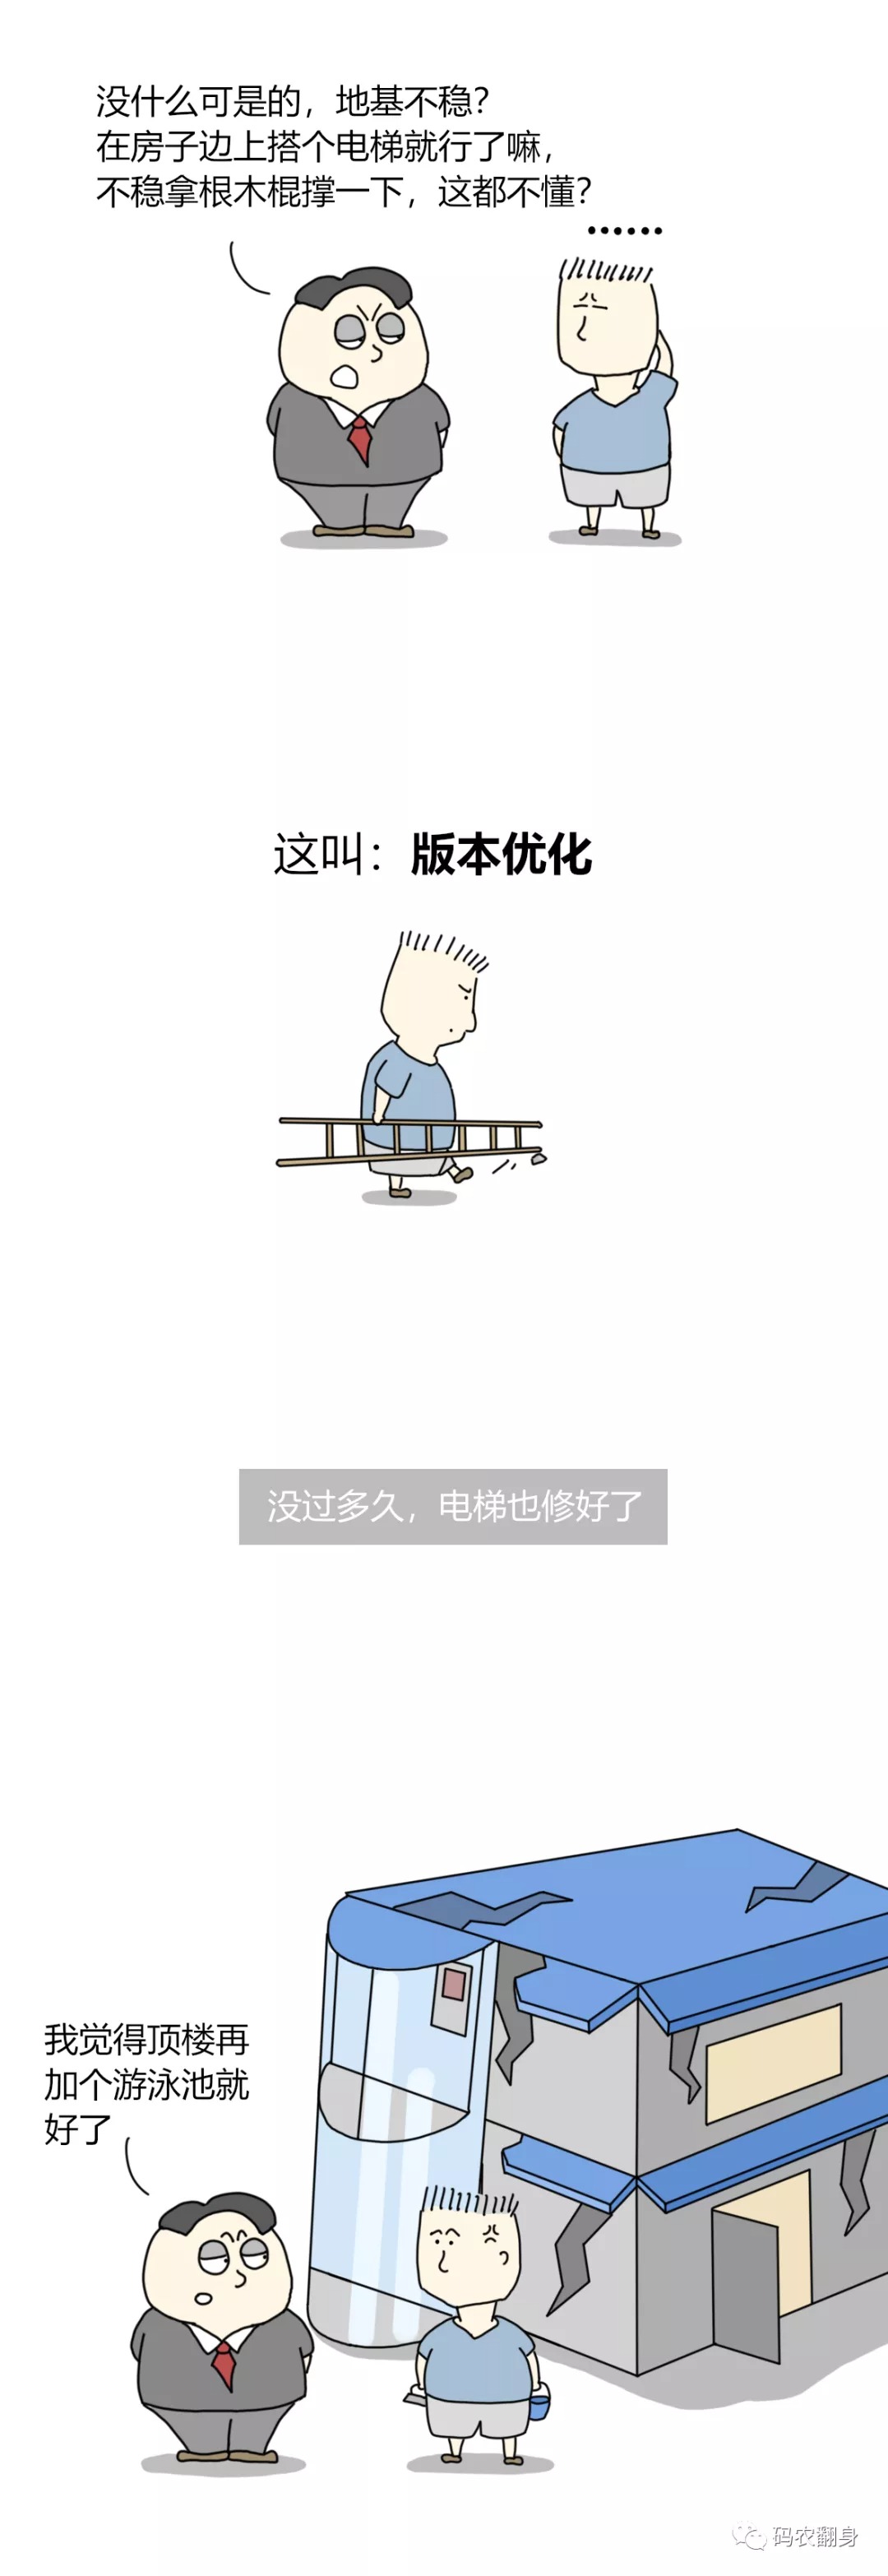 没什么可是的，地基不稳？
在房子边上搭个电梯就行了嘛，
不稳拿根木棍撑一下，这都不懂？
••••••
这叫：版本优化
没过多久，电梯也修好了
我觉得顶楼再
加个游泳池就
好了
码农翻身